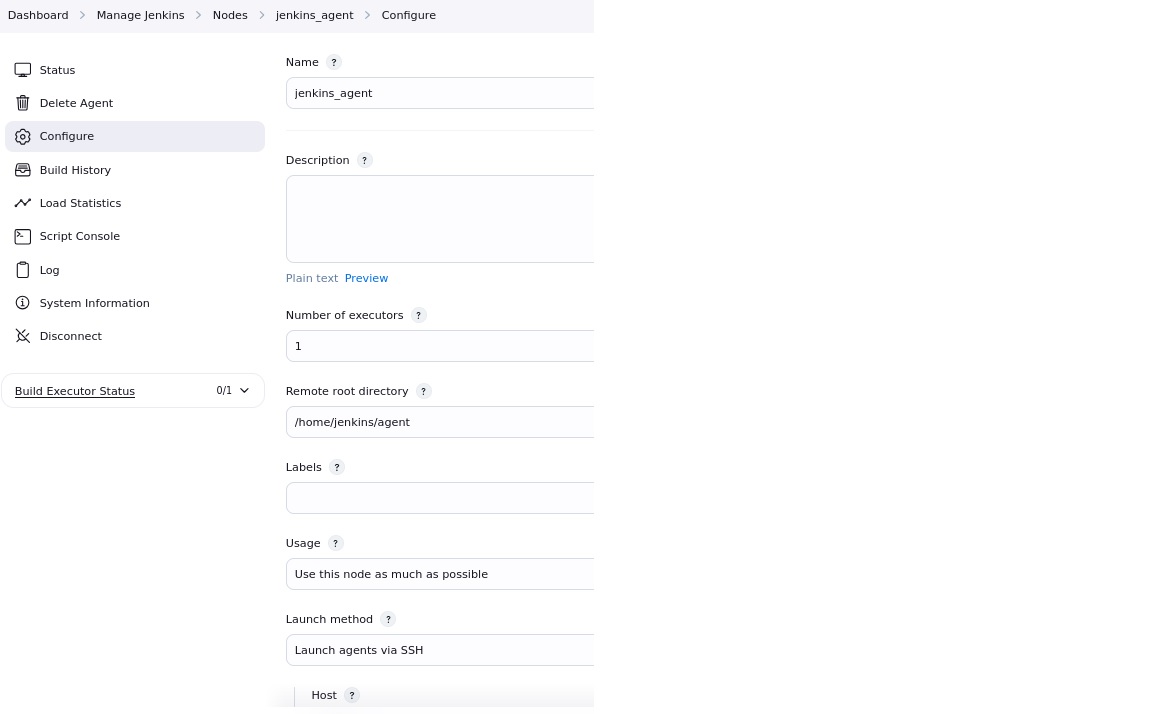 Dashboard > Manage Jenkins > Nodes > jenkins_agent > Configure
Status
Delete Agent
Configure
Build History
Load Statistics
Script Console
Log
System Information
Disconnect
Build Executor Status 0/1
Name ?
jenkins_agent
Description ?
Plain text Preview
Number of executors ?
1
Remote root directory ?
/home/jenkins/agent
Labels ?
Usage ?
Use this node as much as possible
Launch method ?
Launch agents via SSH
Host ?